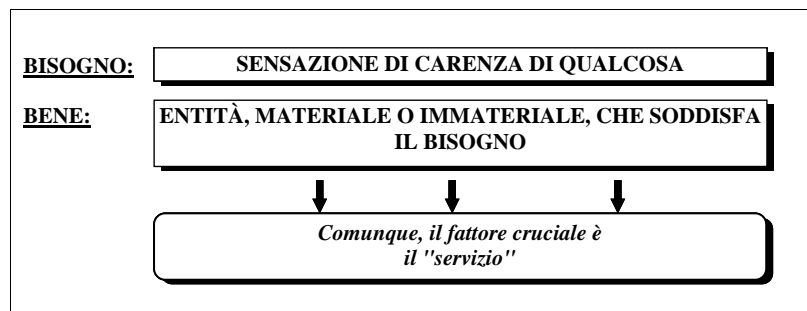 BISOGNO: SENSAZIONE DI CARENZA DI QUALCOSA
BENE: ENTITÀ, MATERIALE O IMMATERIALE, CHE SODDISFA
IL BISOGNO
Comunque, il fattore cruciale è
il "servizio"